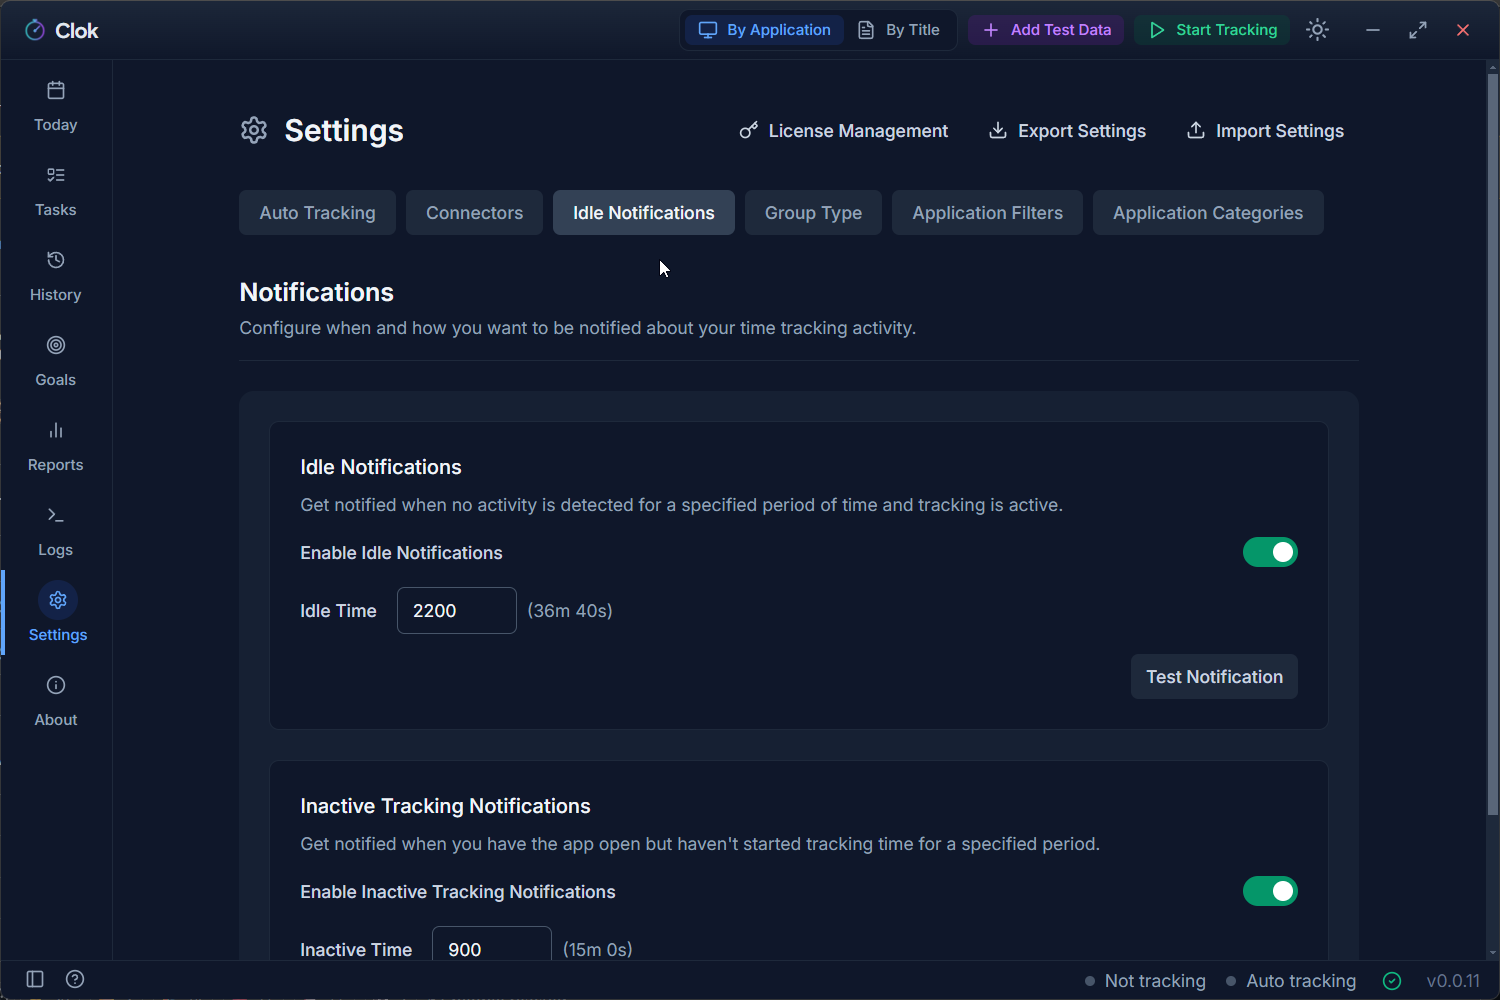 Clok
By Application
By Title
Add Test Data
Start Tracking
Today
Tasks
History
Goals
Reports
Logs
Settings
About
Settings
License Management
Export Settings
Import Settings
Auto Tracking
Connectors
Idle Notifications
Group Type
Application Filters
Application Categories
Notifications
Configure when and how you want to be notified about your time tracking activity.
Idle Notifications
Get notified when no activity is detected for a specified period of time and tracking is active.
Enable Idle Notifications
Idle Time 2200 (36m 40s)
Test Notification
Inactive Tracking Notifications
Get notified when you have the app open but haven't started tracking time for a specified period.
Enable Inactive Tracking Notifications
Inactive Time 900 (15m 0s)
Not tracking
Auto tracking
v0.0.11